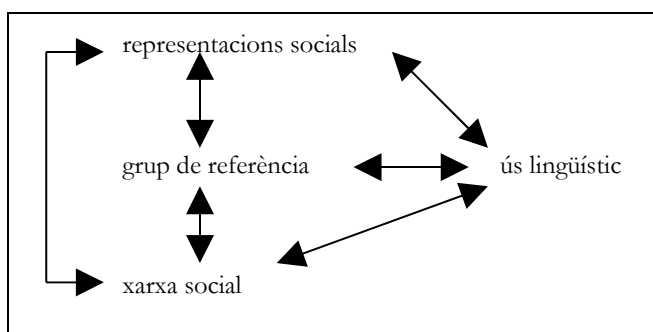 representacions socials
grup de referència
ús lingüístic
xarxa social